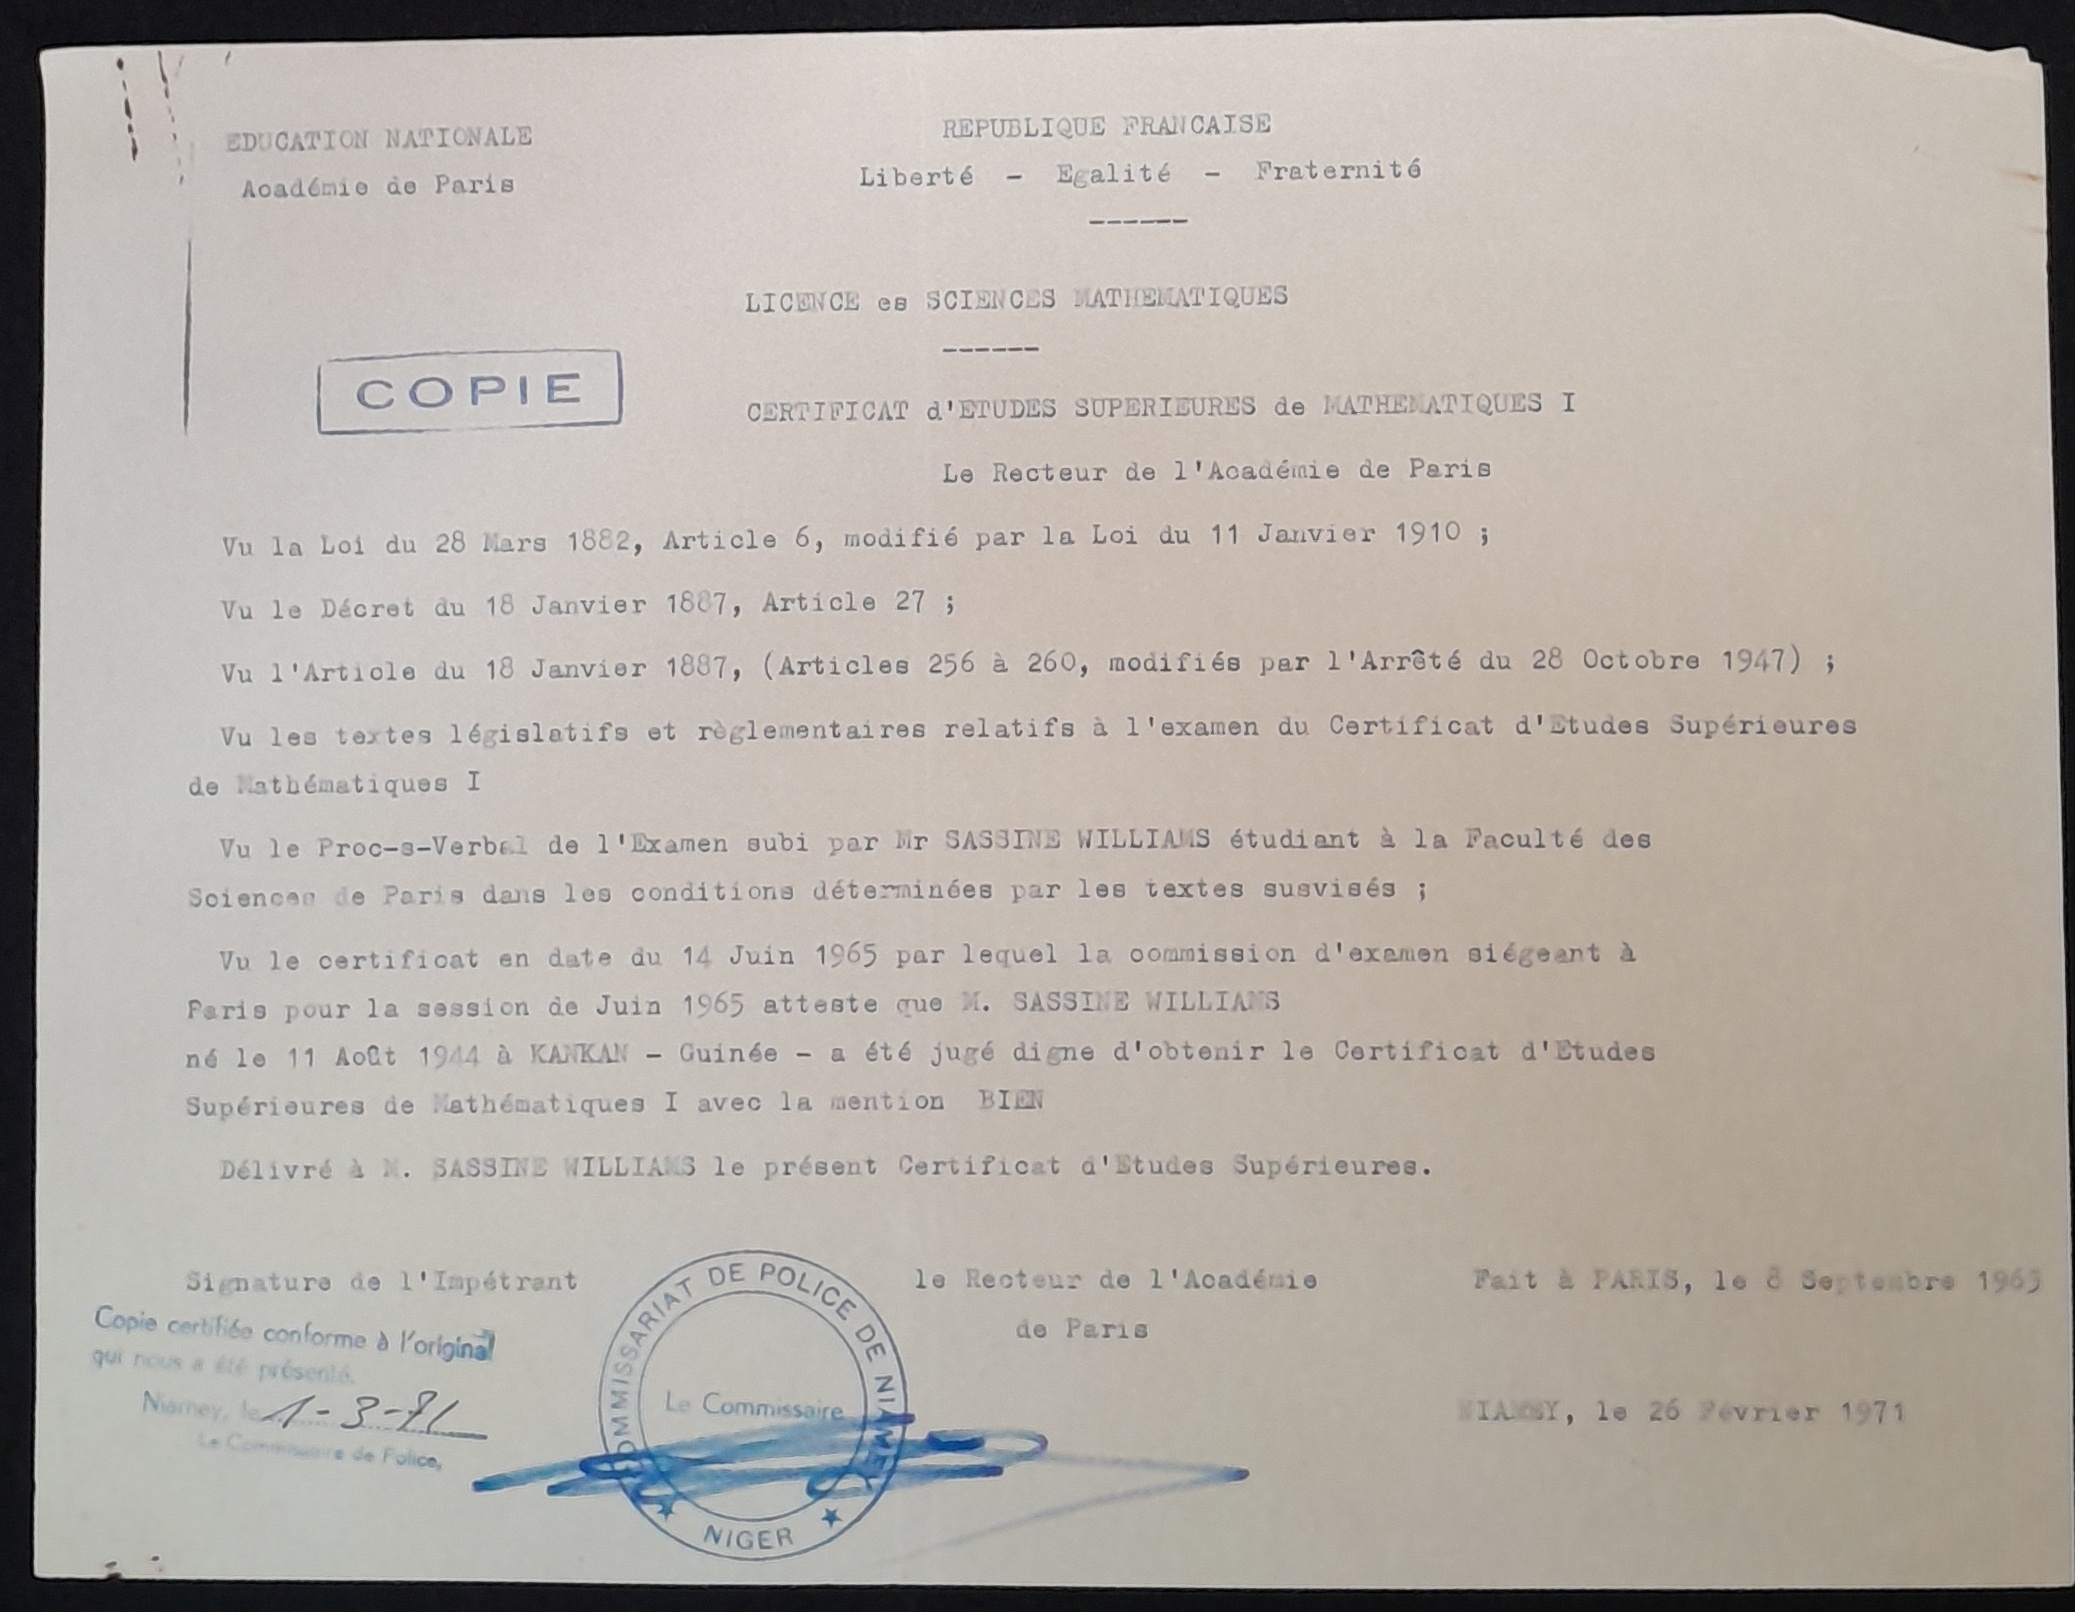 EDUCATION NATIONALE
Académie de Paris
REPUBLIQUE FRANCAISE
Liberté - Egalité - Fraternité
------
LICENCE es SCIENCES MATHEMATIQUES
------
COPIE
CERTIFICAT d'ETUDES SUPERIEURES de MATHEMATIQUES I
Le Recteur de l'Académie de Paris
Vu la Loi du 28 Mars 1882, Article 6, modifié par la Loi du 11 Janvier 1910 ;
Vu le Décret du 18 Janvier 1887, Article 27 ;
Vu l'Article du 18 Janvier 1887, (Articles 256 à 260, modifiés par l'Arrêté du 28 Octobre 1947) ;
Vu les textes législatifs et règlementaires relatifs à l'examen du Certificat d'Etudes Supérieures
de Mathématiques I
Vu le Proc-s-Verbal de l'Examen subi par Mr SASSINE WILLIAMS étudiant à la Faculté des
Sciences de Paris dans les conditions déterminées par les textes susvisés ;
Vu le certificat en date du 14 Juin 1965 par lequel la commission d'examen siégeant à
Paris pour la session de Juin 1965 atteste que M. SASSINE WILLIAMS
né le 11 Août 1944 à KANKAN - Guinée - a été jugé digne d'obtenir le Certificat d'Etudes
Supérieures de Mathématiques I avec la mention BIEN
Délivré à M. SASSINE WILLIAMS le présent Certificat d'Etudes Supérieures.
Signature de l'Impétrant
le Recteur de l'Académie
de Paris
Fait à PARIS, le 8 Septembre 1965
Copie certifiée conforme à l'original
qui nous a été présenté.
Niamey, le 1-3-71
Le Commissaire de Police,
COMMISSARIAT DE POLICE DE NIAMEY
Le Commissaire
NIGER
NIAMEY, le 26 Février 1971